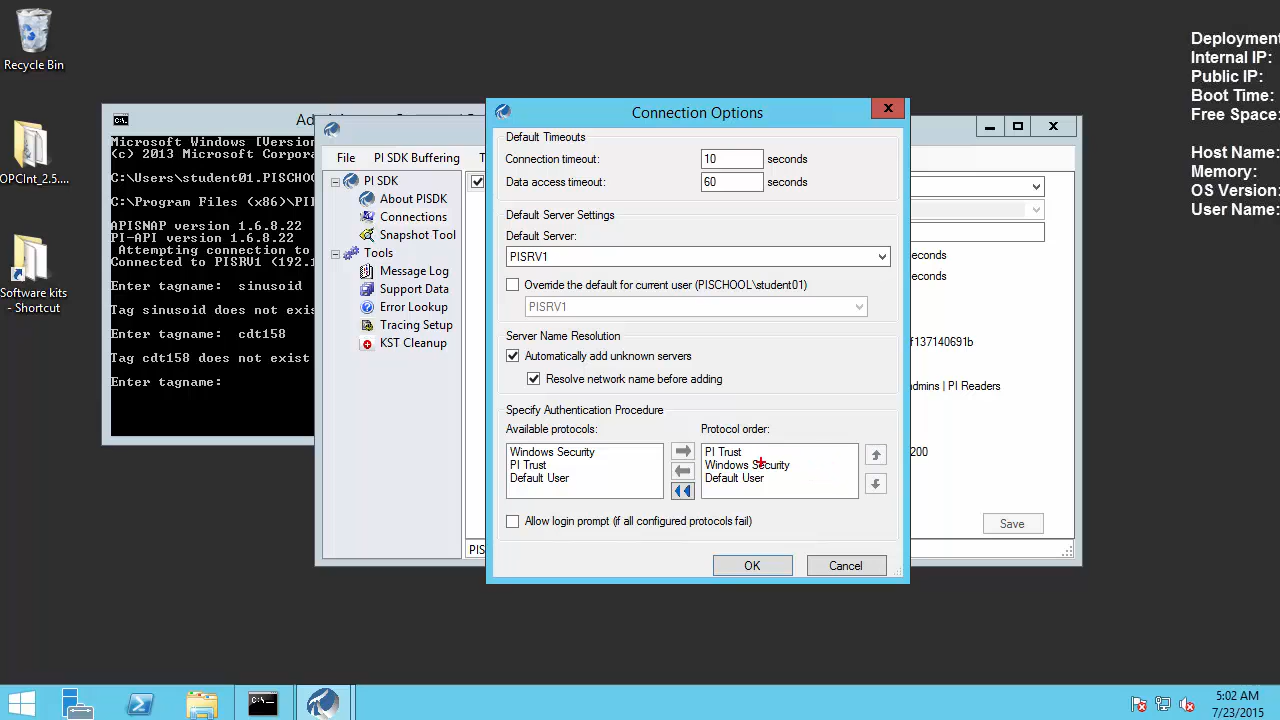 Recycle Bin
OPCInt_2.5....
Software kits
- Shortcut
Deployment
Internal IP:
Public IP:
Boot Time:
Free Space:
Host Name:
Memory:
OS Version:
User Name:
Microsoft Windows [Version
(c) 2013 Microsoft Corpora
C:\Users\student01.PISCHOO
C:\Program Files (x86)\PI
APISNAP version 1.6.8.22
PI-API version 1.6.8.22
Attempting connection to
Connected to PISRV1 (192.1
Enter tagname: sinusoid
Tag sinusoid does not exis
Enter tagname: cdt158
Tag cdt158 does not exist
Enter tagname:
File PI SDK Buffering
PI SDK
About PISDK
Connections
Snapshot Tool
Tools
Message Log
Support Data
Error Lookup
Tracing Setup
KST Cleanup
PIS
Connection Options
Default Timeouts
Connection timeout: 10 seconds
Data access timeout: 60 seconds
Default Server Settings
Default Server:
PISRV1
Override the default for current user (PISCHOOL\student01)
PISRV1
Server Name Resolution
Automatically add unknown servers
Resolve network name before adding
Specify Authentication Procedure
Available protocols: Protocol order:
Windows Security
PI Trust
Default User
PI Trust
Windows Security
Default User
Allow login prompt (if all configured protocols fail)
OK Cancel
econds
econds
f137140691b
admins | PI Readers
200
Save
5:02 AM
7/23/2015